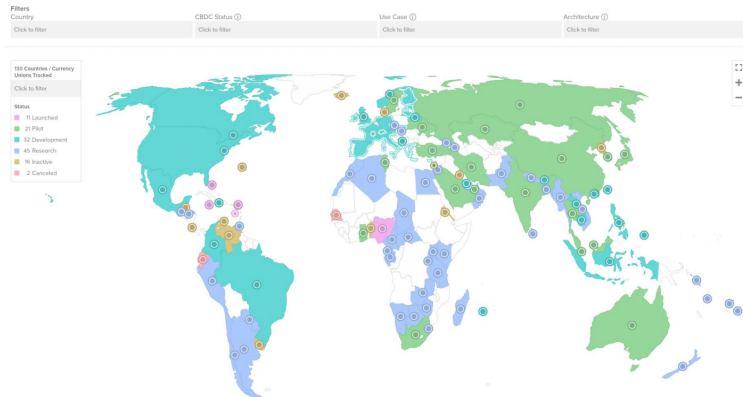 Filters
Country CBDC Status ⓘ Use Case ⓘ Architecture ⓘ
Click to filter Click to filter Click to filter Click to filter
130 Countries / Currency
Unions Tracked
Click to filter
Status
11 Launched
21 Pilot
32 Development
45 Research
16 Inactive
2 Canceled